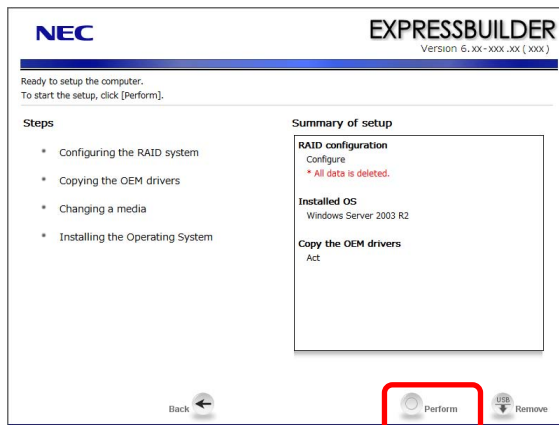 NEC
EXPRESSBUILDER
Version 6.xx-xxx.xx (xxx)
Ready to setup the computer.
To start the setup, click [Perform].
Steps
* Configuring the RAID system
* Copying the OEM drivers
* Changing a media
* Installing the Operating System
Summary of setup
RAID configuration
Configure
* All data is deleted.
Installed OS
Windows Server 2003 R2
Copy the OEM drivers
Act
Back
Perform
USB
Remove